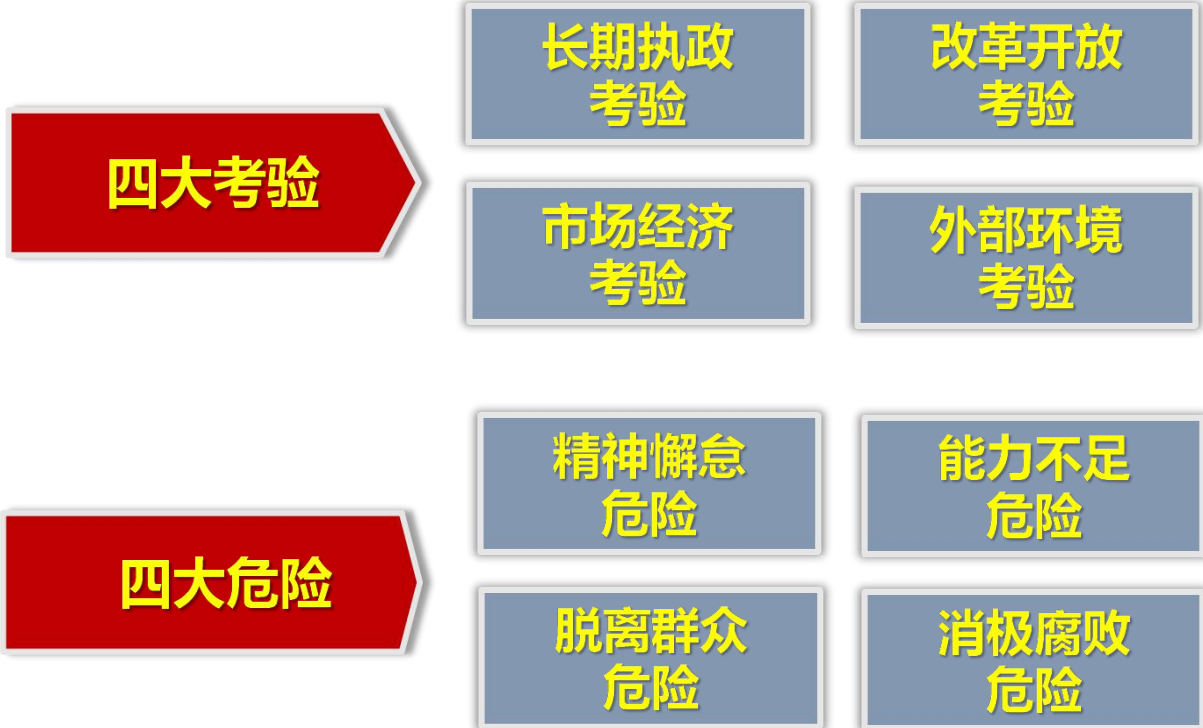 四大考验
长期执政
考验
改革开放
考验
市场经济
考验
外部环境
考验
四大危险
精神懈怠
危险
能力不足
危险
脱离群众
危险
消极腐败
危险